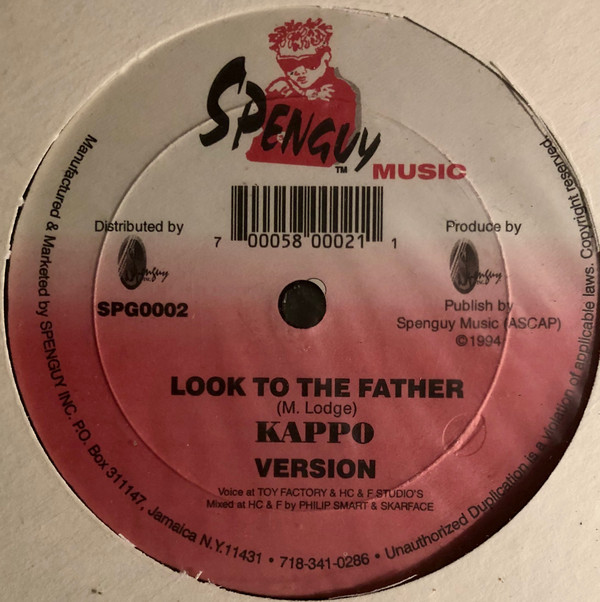 SPENGUY
™ MUSIC
7 00058 00021 1
Distributed by
Spenguy
SPG0002
Produce by
Spenguy
Publish by
Spenguy Music (ASCAP)
©1994
LOOK TO THE FATHER
(M. Lodge)
KAPPO
VERSION
Voice at TOY FACTORY & HC & F STUDIO'S
Mixed at HC & F by PHILIP SMART & SKARFACE
Manufactured & Marketed by SPENGUY INC. P.O. Box 311147, Jamaica N.Y.11431 • 718-341-0286 • Unauthorized Duplication is a violation of applicable laws. Copyright reserved.